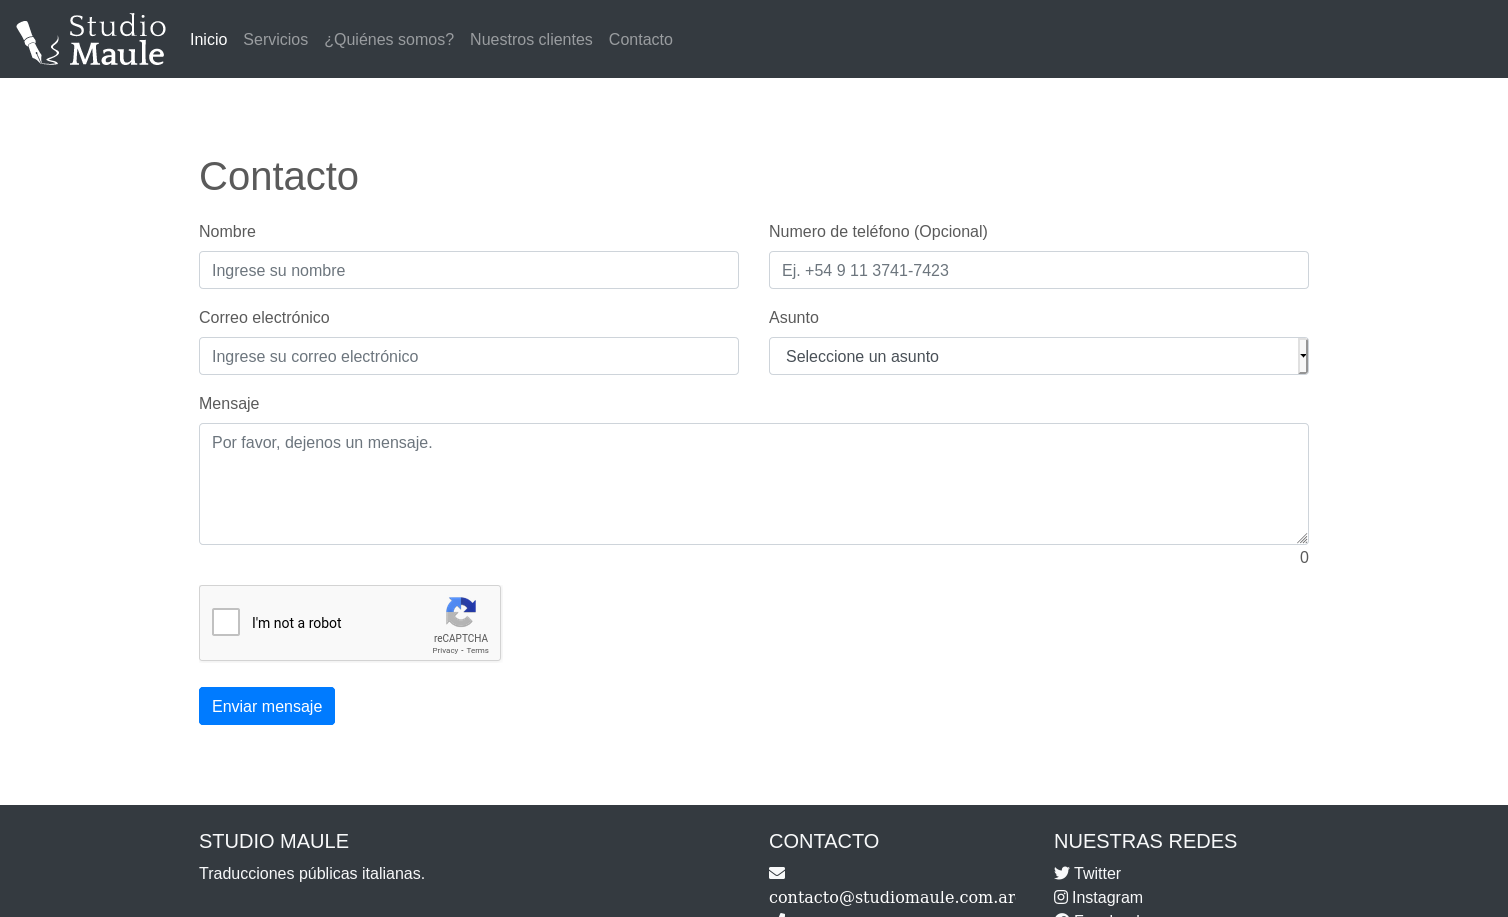 Studio
Maule
Inicio Servicios ¿Quiénes somos? Nuestros clientes Contacto
Contacto
Nombre
Numero de teléfono (Opcional)
Ingrese su nombre
Ej. +54 9 11 3741-7423
Correo electrónico
Asunto
Ingrese su correo electrónico
Seleccione un asunto
Mensaje
Por favor, dejenos un mensaje.
0
I'm not a robot
reCAPTCHA
Privacy - Terms
Enviar mensaje
STUDIO MAULE
Traducciones públicas italianas.
CONTACTO
contacto@studiomaule.com.ar
NUESTRAS REDES
Twitter
Instagram